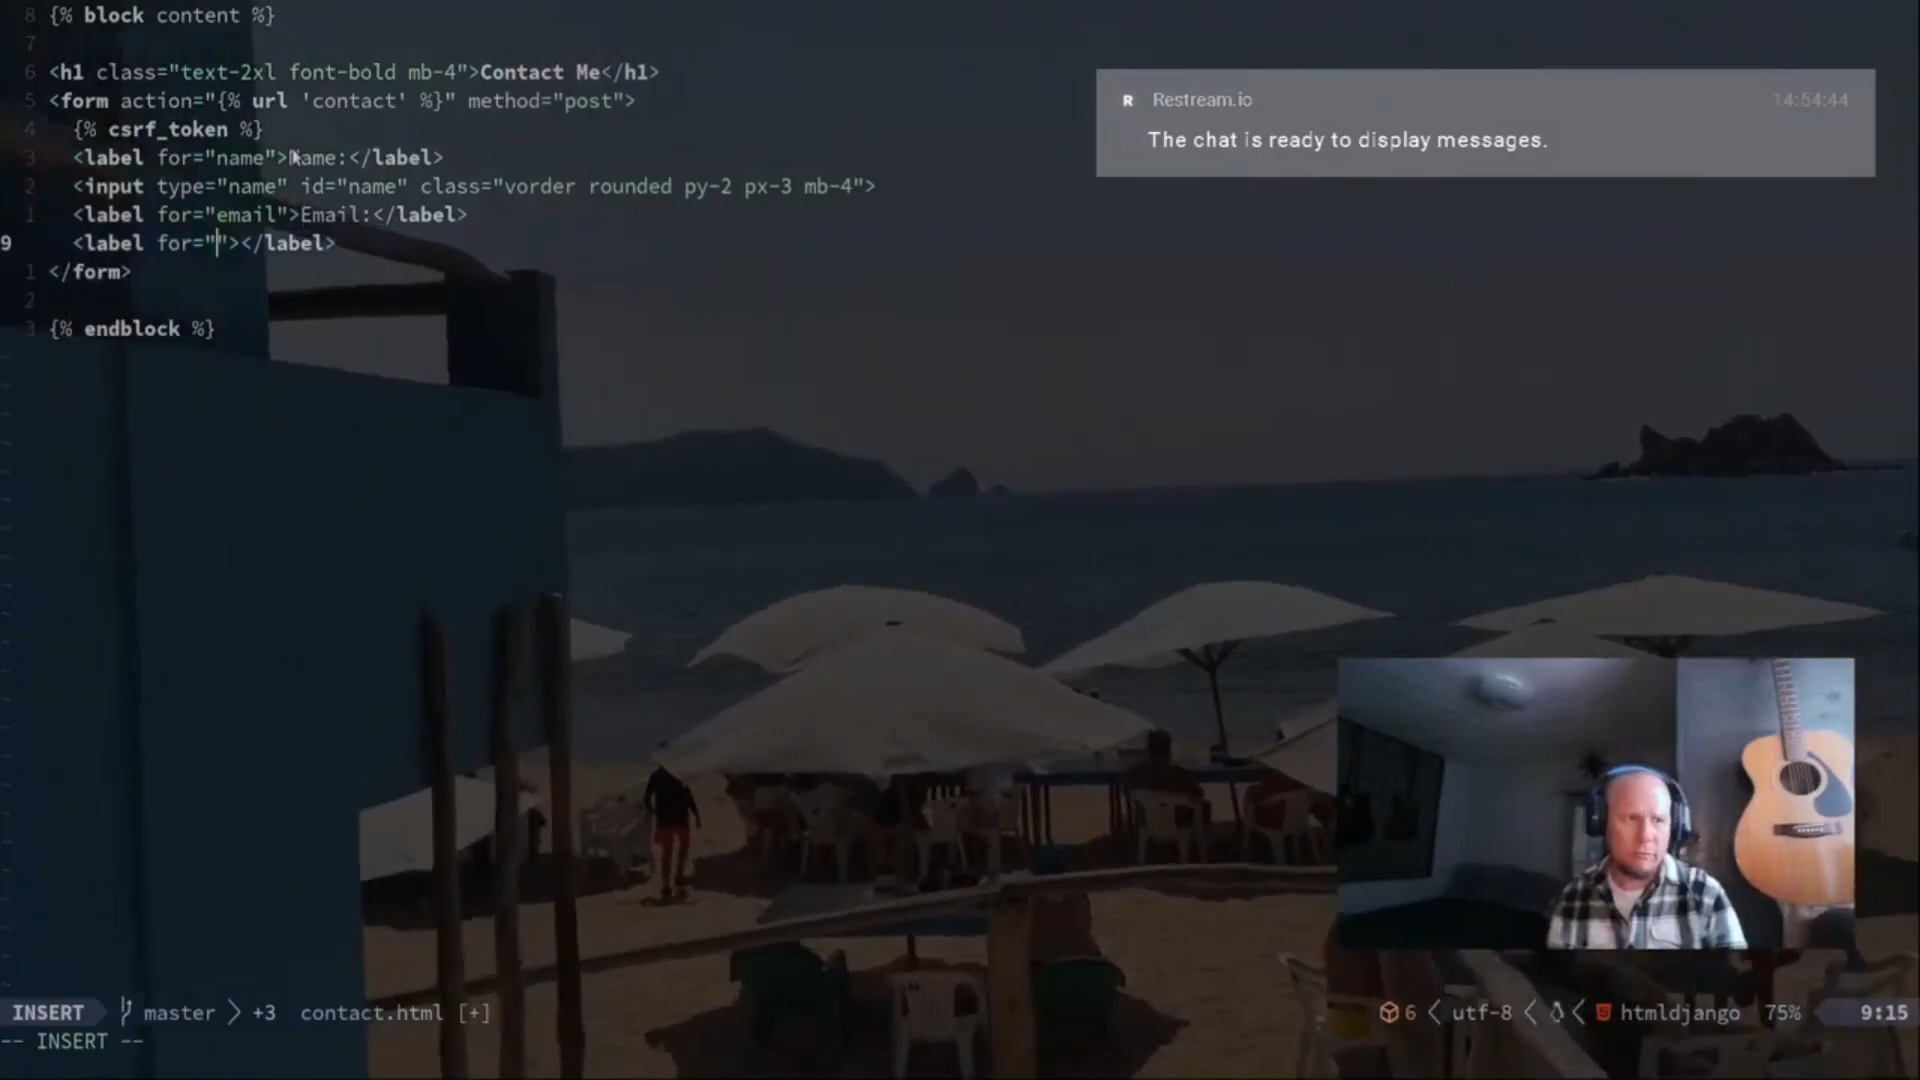 8 {% block content %}
7
6 <h1 class="text-2xl font-bold mb-4">Contact Me</h1>
5 <form action="{% url 'contact' %}" method="post">
4 {% csrf_token %}
3 <label for="name">Name:</label>
2 <input type="name" id="name" class="vorder rounded py-2 px-3 mb-4">
1 <label for="email">Email:</label>
9 <label for=""></label>
1 </form>
2
3 {% endblock %}
R Restream.io 14:54:44
The chat is ready to display messages.
INSERT master +3 contact.html [+] 6 utf-8 htmldjango 75% 9:15
-- INSERT --